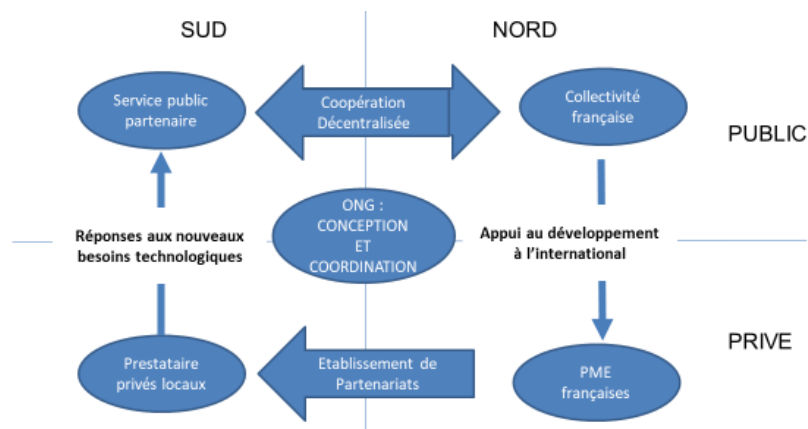 SUD
NORD
Service public
partenaire
Coopération
Décentralisée
Collectivité
française
PUBLIC
Réponses aux nouveaux
besoins technologiques
ONG :
CONCEPTION
ET
COORDINATION
Appui au développement
à l'international
PRIVE
Prestataire
privés locaux
Etablissement de
Partenariats
PME
françaises